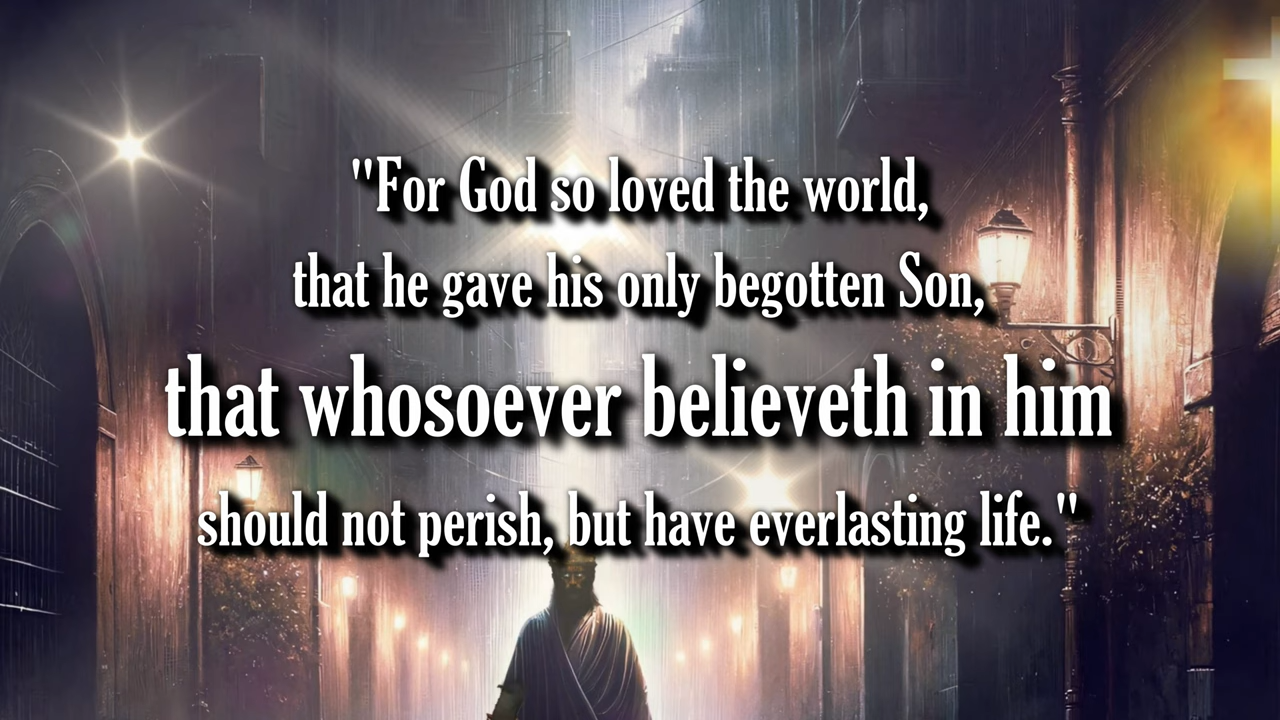 "For God so loved the world,
that he gave his only begotten Son,
that whosoever believeth in him
should not perish, but have everlasting life."